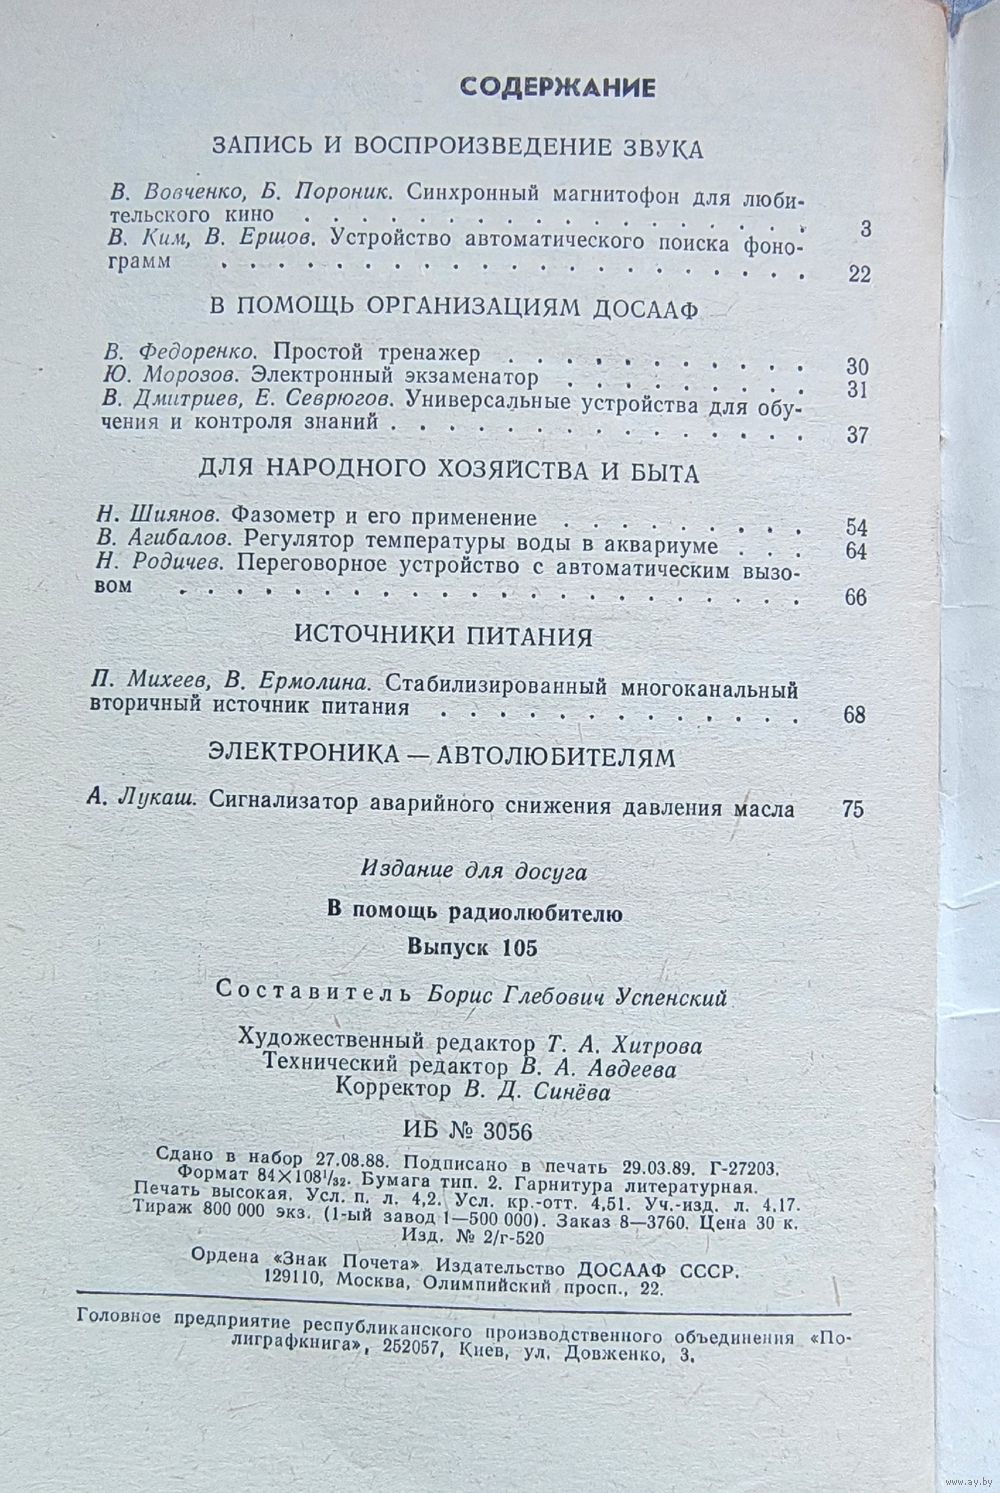 СОДЕРЖАНИЕ
ЗАПИСЬ И ВОСПРОИЗВЕДЕНИЕ ЗВУКА
В. Вовченко, Б. Пороник. Синхронный магнитофон для люби-
тельского кино . . . . . . . . . . . . . . . . . . 3
В. Ким, В. Ершов. Устройство автоматического поиска фоно-
грамм . . . . . . . . . . . . . . . . . . . . . 22
В ПОМОЩЬ ОРГАНИЗАЦИЯМ ДОСААФ
В. Федоренко. Простой тренажер . . . . . . . . . . . 30
Ю. Морозов. Электронный экзаменатор . . . . . . . . . 31
В. Дмитриев, Е. Севрюгов. Универсальные устройства для обу-
чения и контроля знаний . . . . . . . . . . . . . . . 37
ДЛЯ НАРОДНОГО ХОЗЯЙСТВА И БЫТА
Н. Шиянов. Фазометр и его применение . . . . . . . . . 54
В. Агибалов. Регулятор температуры воды в аквариуме . . . 64
Н. Родичев. Переговорное устройство с автоматическим вызо-
вом . . . . . . . . . . . . . . . . . . . . . . 66
ИСТОЧНИКИ ПИТАНИЯ
П. Михеев, В. Ермолина. Стабилизированный многоканальный
вторичный источник питания . . . . . . . . . . . . . 68
ЭЛЕКТРОНИКА — АВТОЛЮБИТЕЛЯМ
А. Лукаш. Сигнализатор аварийного снижения давления масла 75
Издание для досуга
В помощь радиолюбителю
Выпуск 105
Составитель Борис Глебович Успенский
Художественный редактор Т. А. Хитрова
Технический редактор В. А. Авдеева
Корректор В. Д. Синёва
ИБ № 3056
Сдано в набор 27.08.88. Подписано в печать 29.03.89. Г-27203.
Формат 84×108¹/₃₂. Бумага тип. 2. Гарнитура литературная.
Печать высокая. Усл. п. л. 4,2. Усл. кр.-отт. 4,51. Уч.-изд. л. 4,17.
Тираж 800 000 экз. (1-ый завод 1—500 000). Заказ 8—3760. Цена 30 к.
Изд. № 2/г-520
Ордена «Знак Почета» Издательство ДОСААФ СССР.
129110, Москва, Олимпийский просп., 22.
Головное предприятие республиканского производственного объединения «По-
лиграфкнига», 252057, Киев, ул. Довженко, 3.
www.ay.by